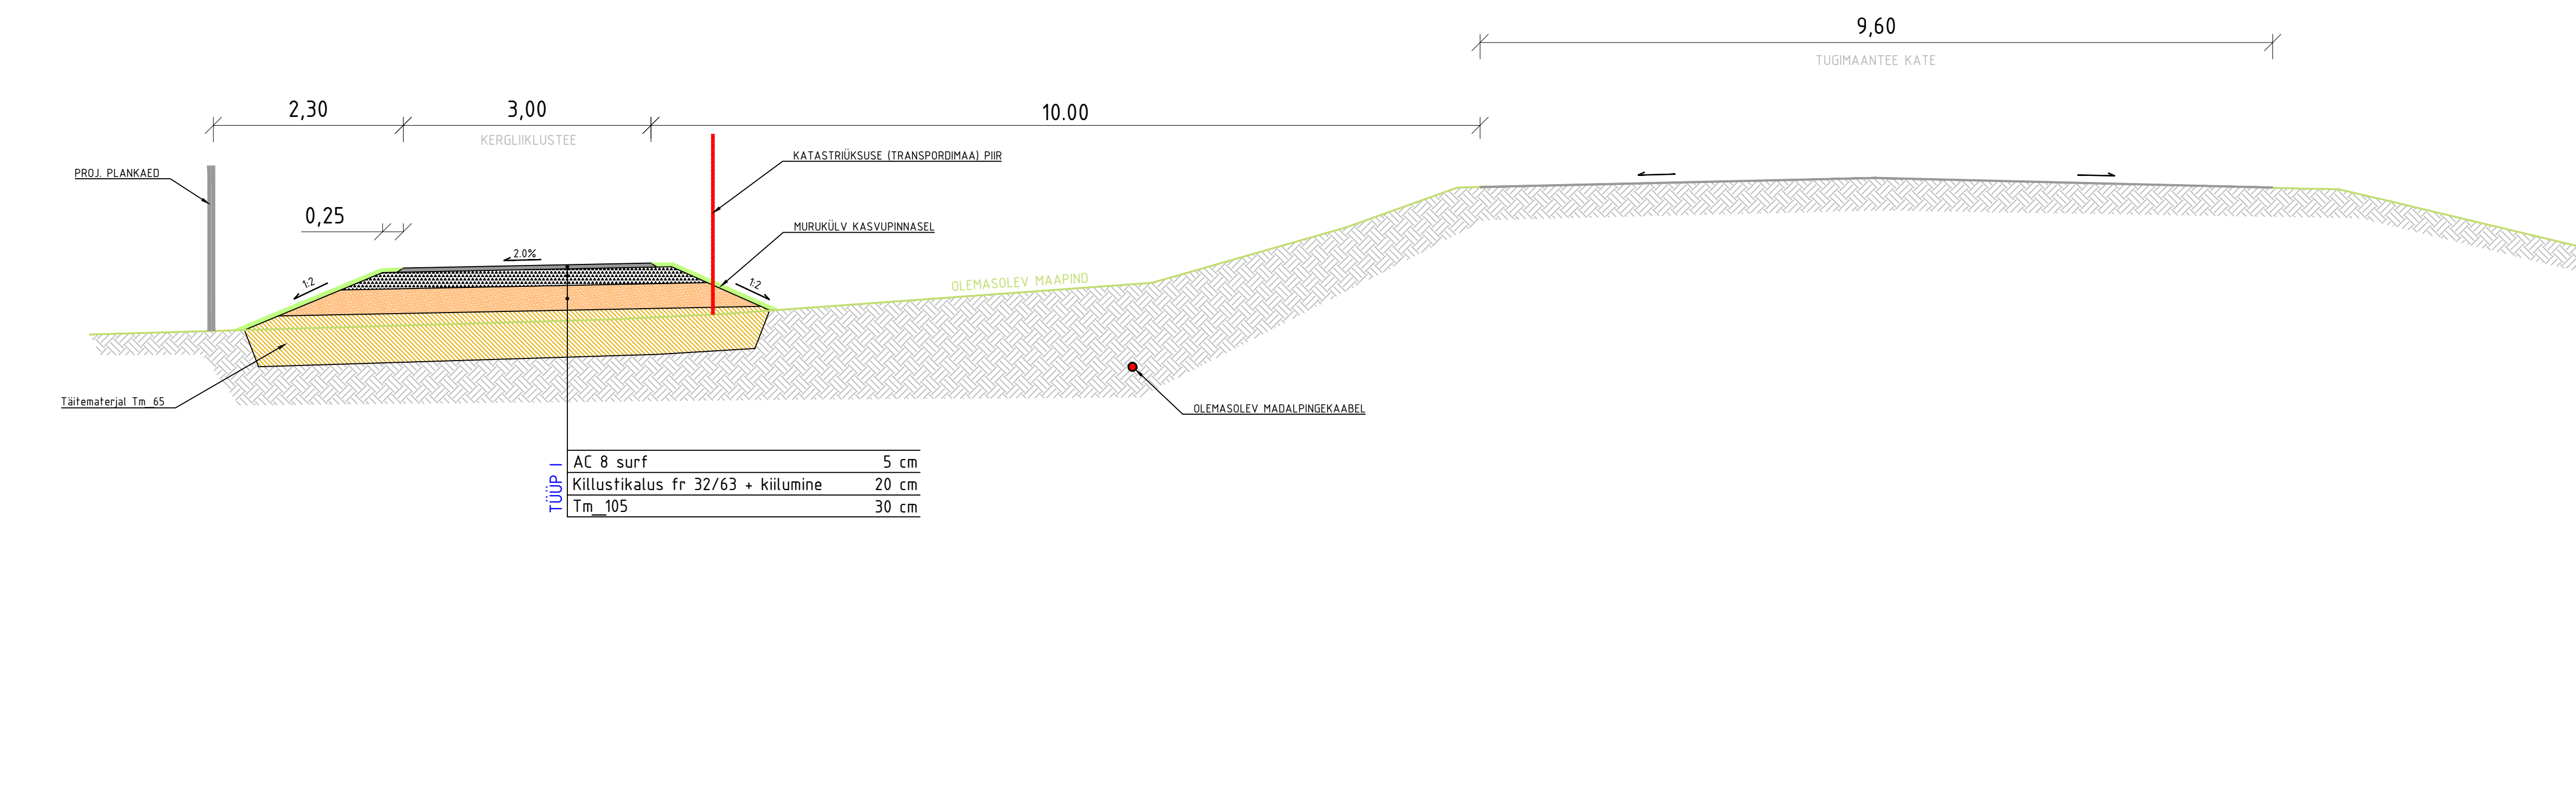 9,60
TUGIMAANTEE KATE
2,30
3,00
10.00
KERGLIIKLUSTEE
KATASTRIÜKSUSE (TRANSPORDIMAA) PIIR
PROJ. PLANKAED
0,25
MURUKÜLV KASVUPINNASEL
2.0%
1:2
1:2
OLEMASOLEV MAAPIND
Täitematerjal Tm_65
OLEMASOLEV MADALPINGEKAABEL
TÜÜP I
AC 8 surf 5 cm
Killustikalus fr 32/63 + kiilumine 20 cm
Tm_105 30 cm